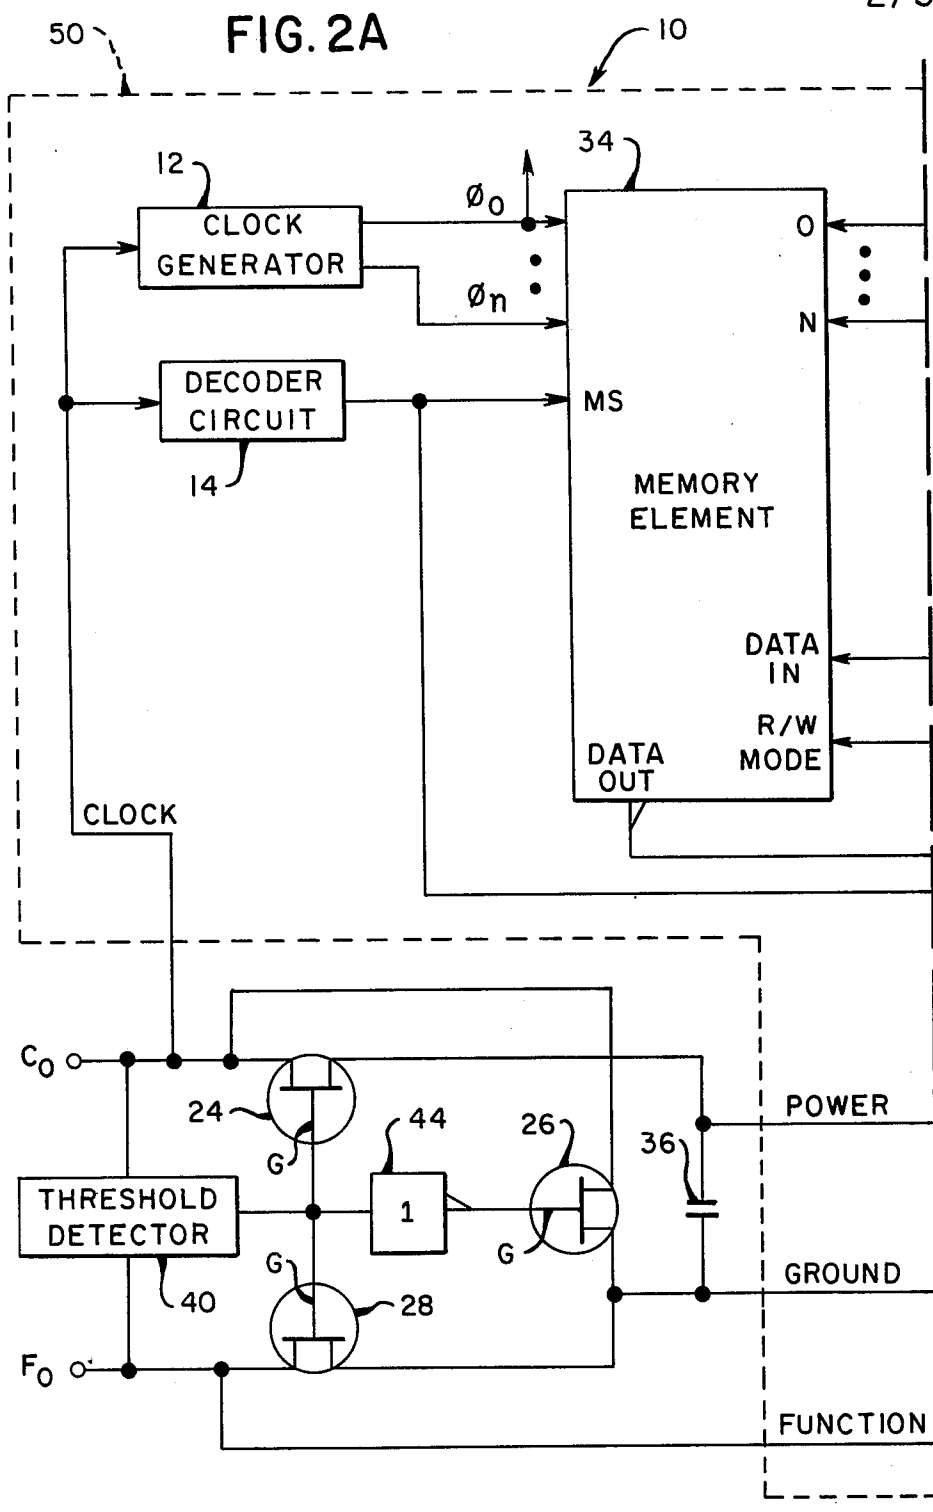 2/5
50
FIG. 2A
10
12
34
CLOCK
GENERATOR
Ø0
Øn
O
N
DECODER
CIRCUIT
14
MS
MEMORY
ELEMENT
DATA
IN
R/W
MODE
DATA
OUT
CLOCK
C0
24
G
44
1
26
G
36
POWER
THRESHOLD
DETECTOR
40
G
28
GROUND
F0
FUNCTION